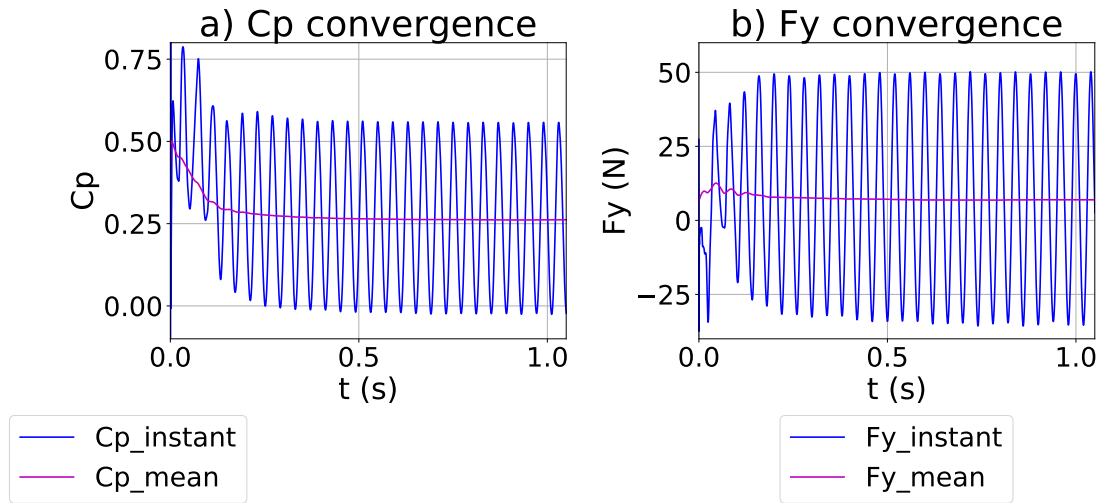 a) Cp convergence
0.75
0.50
0.25
0.00
Cp
0.0
0.5
1.0
t (s)
Cp_instant
Cp_mean
b) Fy convergence
50
25
0
−25
Fy (N)
0.0
0.5
1.0
t (s)
Fy_instant
Fy_mean